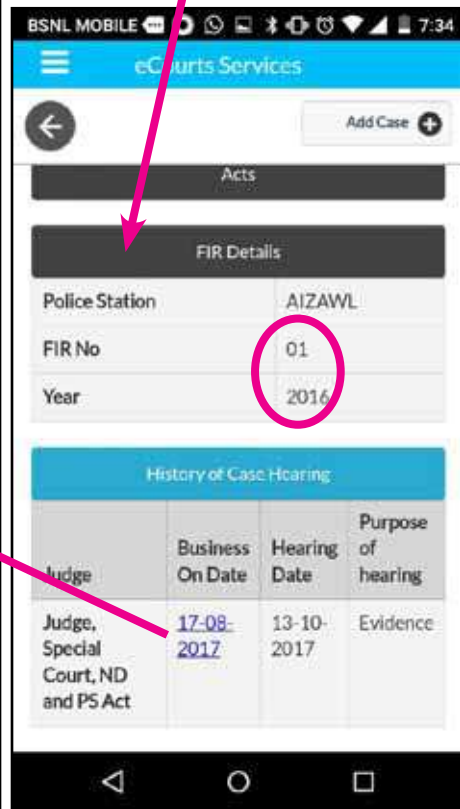 BSNL MOBILE 7:34
eCourts Services
Add Case
Acts
FIR Details
Police Station AIZAWL
FIR No 01
Year 2016
History of Case Hearing
Judge Business On Date Hearing Date Purpose of hearing
Judge, Special Court, ND and PS Act 17-08-2017 13-10-2017 Evidence